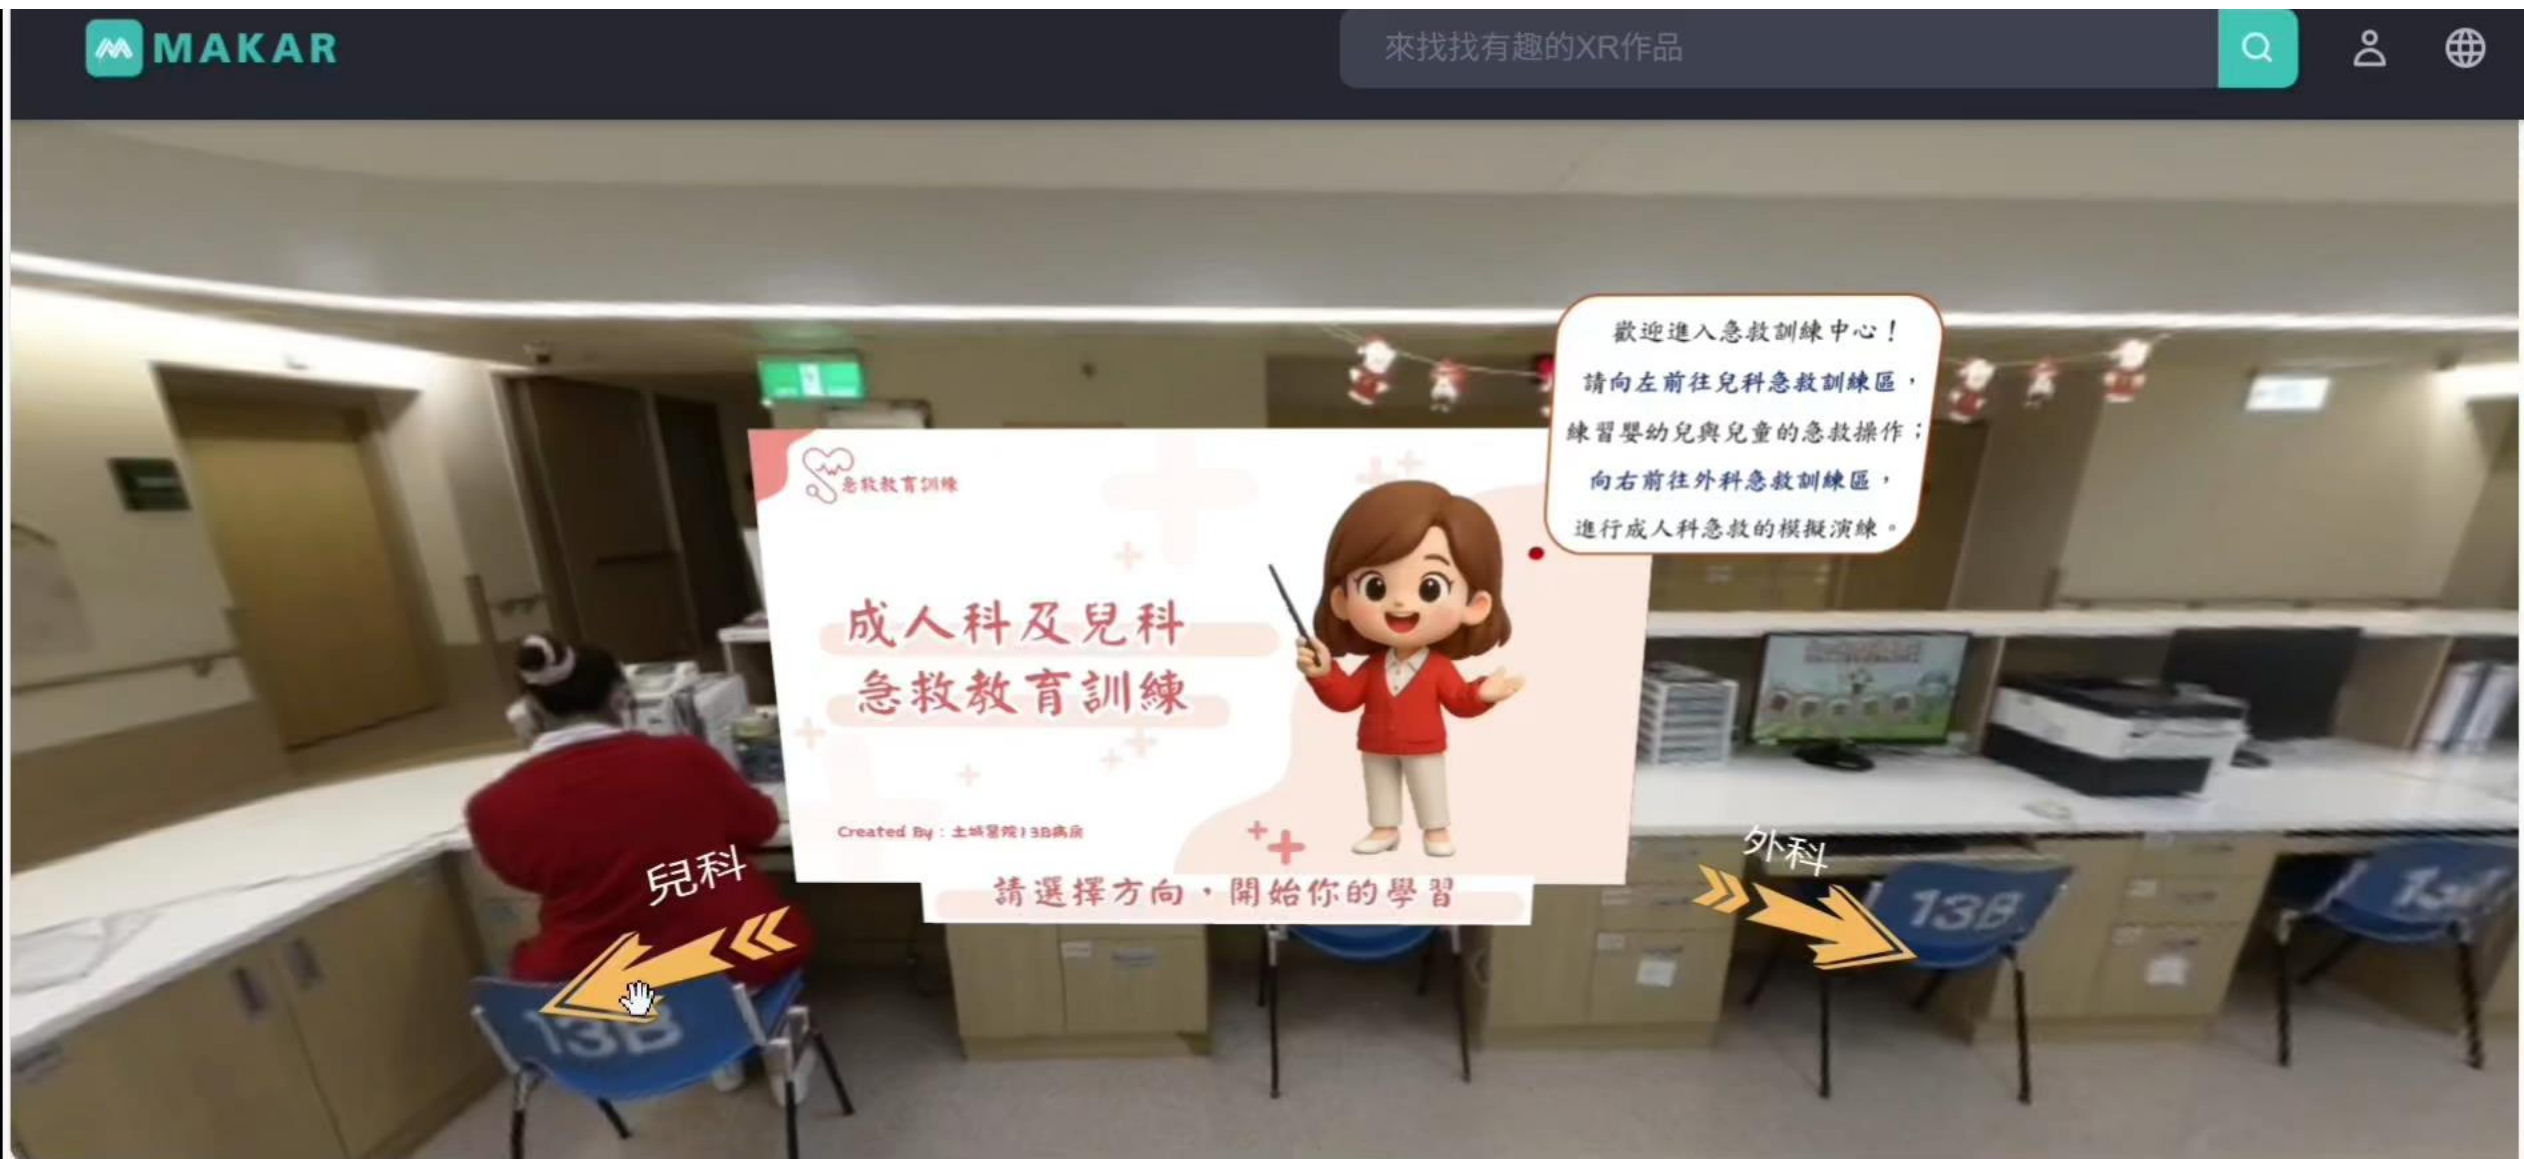 MAKAR
來找找有趣的XR作品
歡迎進入急救訓練中心！
請向左前往兒科急救訓練區，
練習嬰幼兒與兒童的急救操作；
向右前往外科急救訓練區，
進行成人科急救的模擬演練。
急救教育訓練
成人科及兒科
急救教育訓練
Created By：土城醫院13B病房
請選擇方向，開始你的學習
兒科
外科
13B
13B